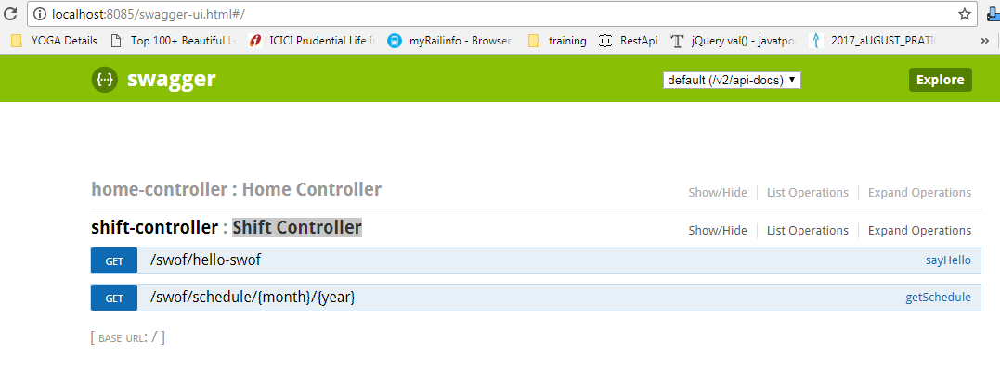 localhost:8085/swagger-ui.html#/
YOGA Details Top 100+ Beautiful L ICICI Prudential Life I myRailinfo - Browser training RestApi jQuery val() - javatpo 2017_aUGUST_PRATI »
{··} swagger default (/v2/api-docs) Explore
home-controller : Home Controller Show/Hide List Operations Expand Operations
shift-controller : Shift Controller Show/Hide List Operations Expand Operations
GET /swof/hello-swof sayHello
GET /swof/schedule/{month}/{year} getSchedule
[ BASE URL: / ]